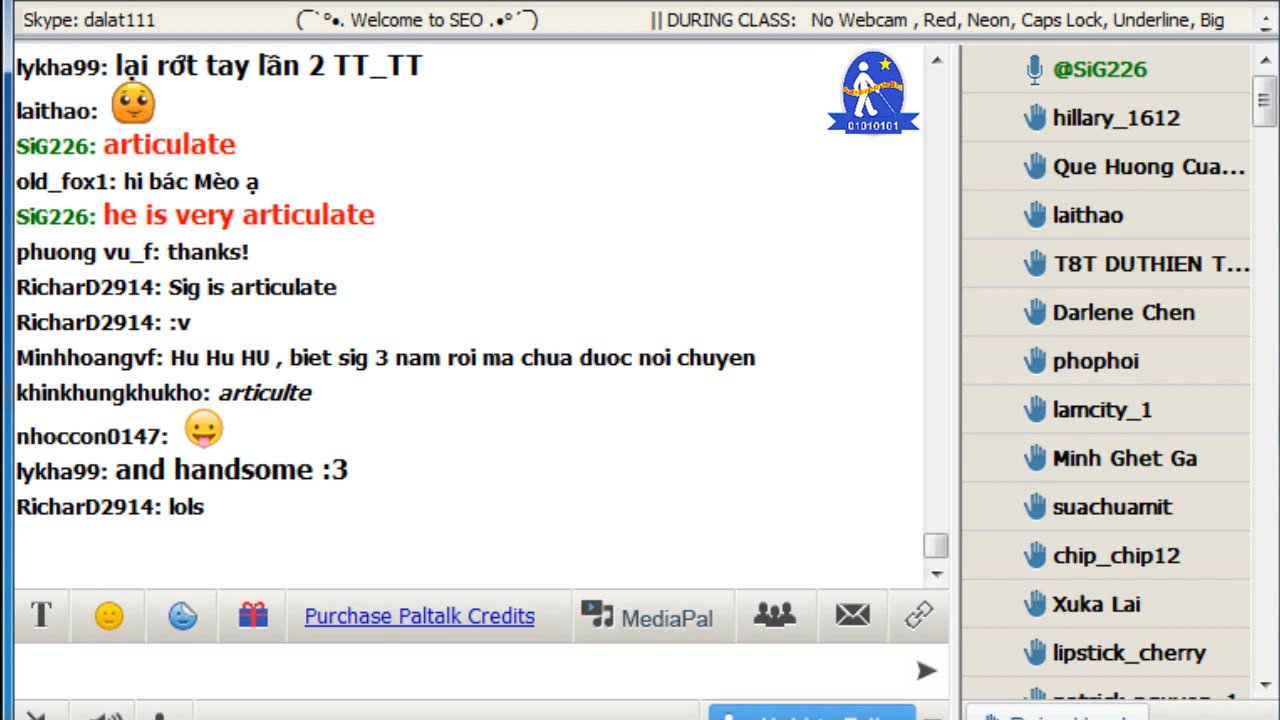 Skype: dalat111 (¯`°•. Welcome to SEO .•°´¯) || DURING CLASS: No Webcam , Red, Neon, Caps Lock, Underline, Big
lykha99: lại rớt tay lần 2 TT_TT
laithao:
SiG226: articulate
old_fox1: hi bác Mèo ạ
SiG226: he is very articulate
phuong vu_f: thanks!
RicharD2914: Sig is articulate
RicharD2914: :v
Minhhoangvf: Hu Hu HU , biet sig 3 nam roi ma chua duoc noi chuyen
khinkhungkhukho: articulte
nhoccon0147:
lykha99: and handsome :3
RicharD2914: lols
01010101
@SiG226
hillary_1612
Que Huong Cua...
laithao
T8T DUTHIEN T...
Darlene Chen
phophoi
lamcity_1
Minh Ghet Ga
suachuamit
chip_chip12
Xuka Lai
lipstick_cherry
T Purchase Paltalk Credits MediaPal